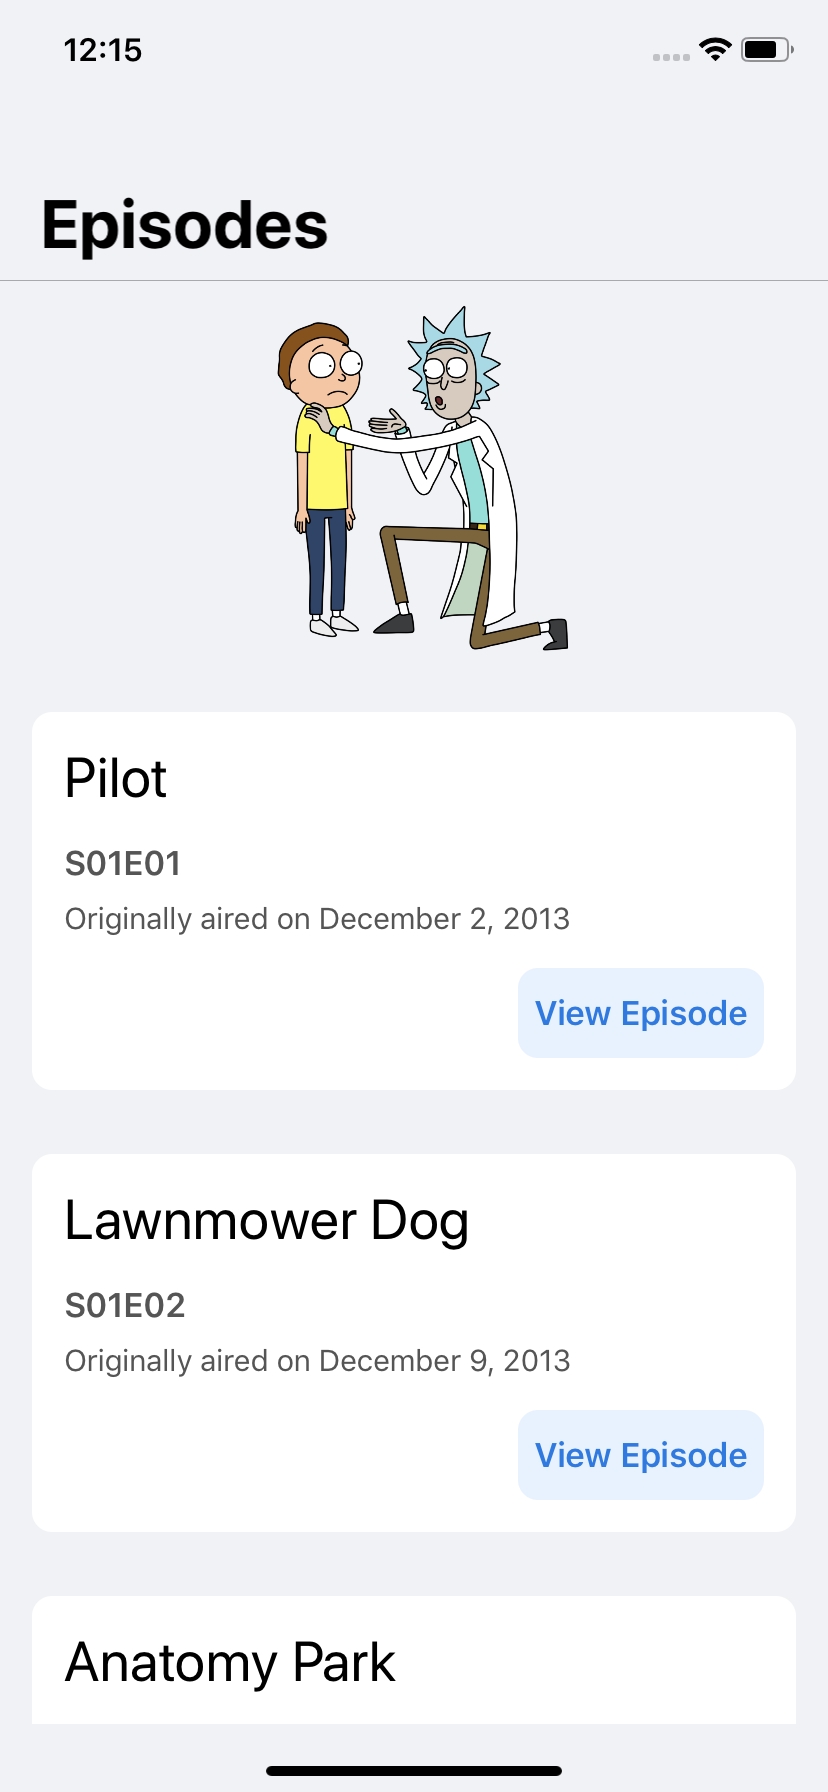 12:15
Episodes
Pilot
S01E01
Originally aired on December 2, 2013
View Episode
Lawnmower Dog
S01E02
Originally aired on December 9, 2013
View Episode
Anatomy Park